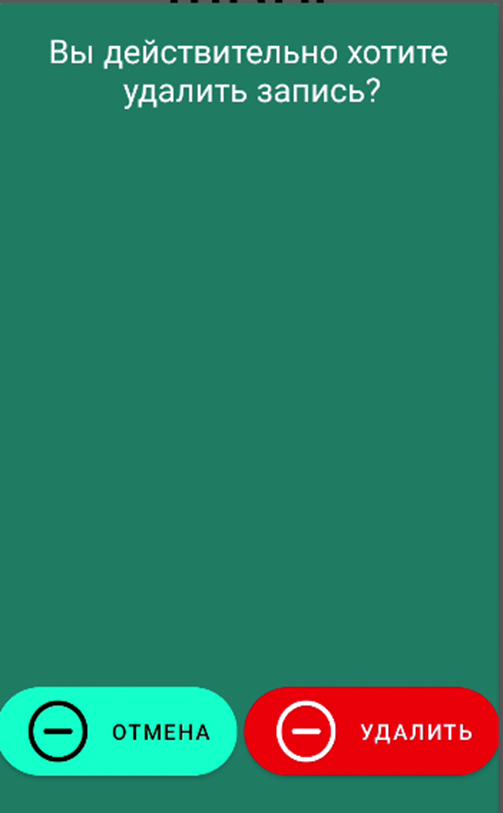 Вы действительно хотите
удалить запись?
ОТМЕНА
УДАЛИТЬ